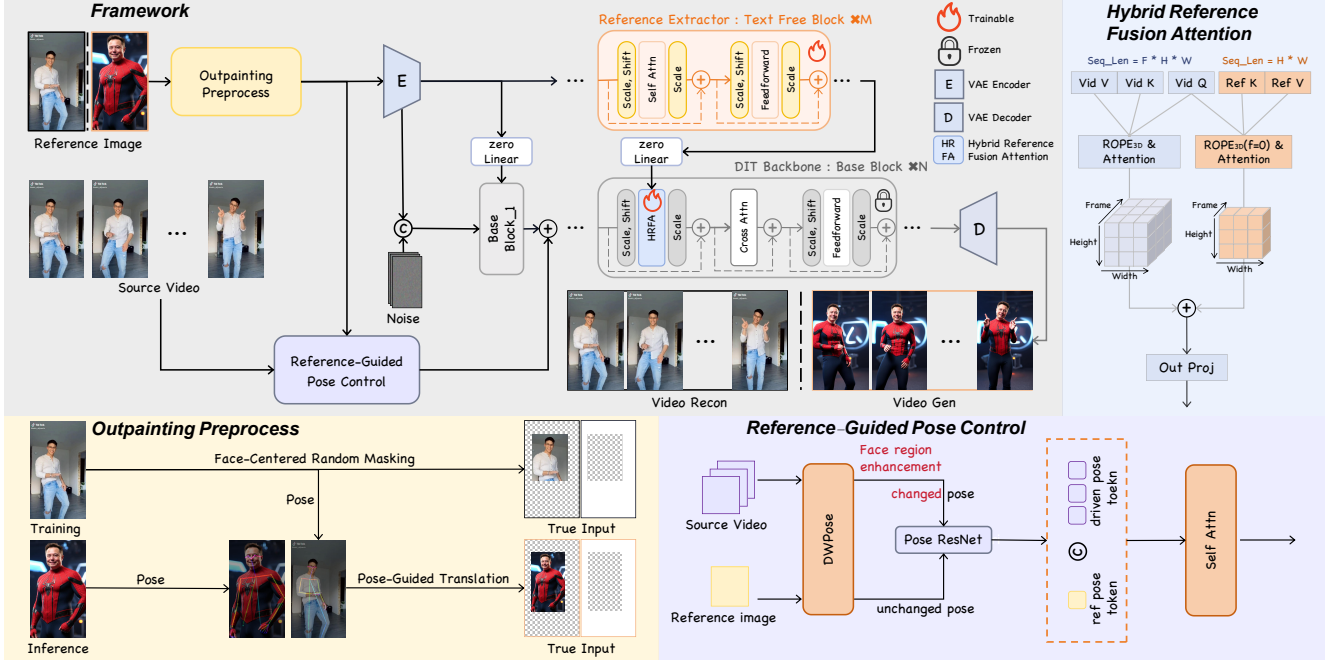 Framework
Reference Image
Outpainting
Preprocess
E
Reference Extractor : Text Free Block ✖M
Scale, Shift
Self Attn
Scale
+
Scale, Shift
Feedforward
Scale
+
Trainable
Frozen
E
VAE Encoder
D
VAE Decoder
HR
FA
Hybrid Reference
Fusion Attention
zero
Linear
zero
Linear
DIT Backbone : Base Block ✖N
Source Video
C
Noise
Base
Block_1
+
Scale, Shift
HRFA
Scale
+
Cross Attn
+
Scale, Shift
Feedforward
Scale
+
D
Reference-Guided
Pose Control
Video Recon
Video Gen
Hybrid Reference
Fusion Attention
Seq_Len = F * H * W
Seq_Len = H * W
Vid V
Vid K
Vid Q
Ref K
Ref V
ROPE3D &
Attention
ROPE3D(f=0) &
Attention
Frame
Height
Width
Frame
Height
Width
+
Out Proj
Outpainting Preprocess
Face-Centered Random Masking
Training
Pose
True Input
Pose
Pose-Guided Translation
Inference
True Input
Reference-Guided Pose Control
Source Video
Reference image
DWPose
Face region
enhancement
changed pose
Pose ResNet
unchanged pose
driven pose
toekn
C
ref pose
token
Self Attn